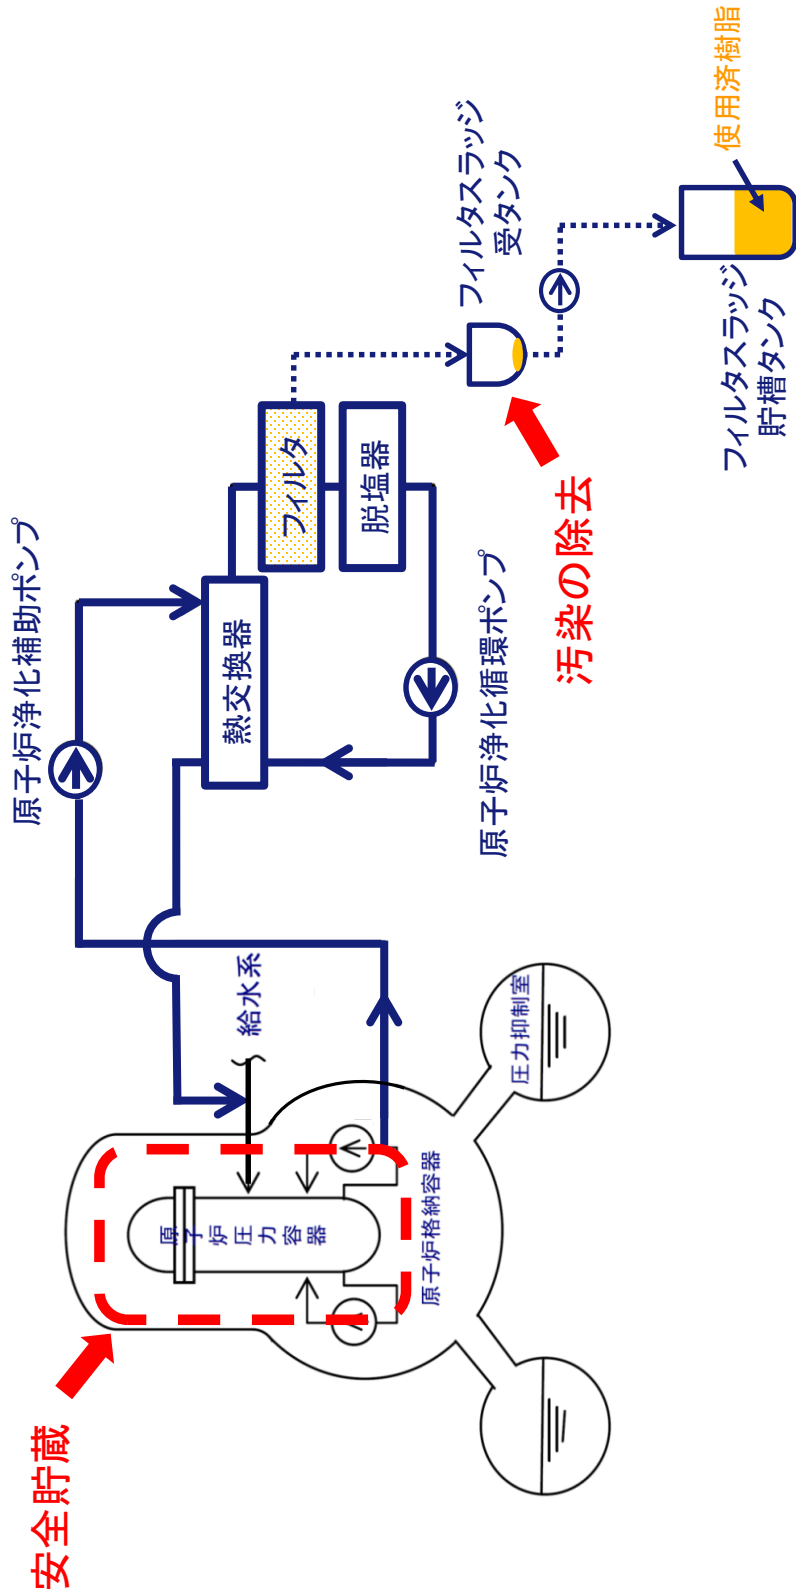 安全貯蔵
原子炉圧力容器
原子炉格納容器
圧力抑制室
給水系
原子炉浄化補助ポンプ
熱交換器
原子炉浄化循環ポンプ
フィルタ
脱塩器
汚染の除去
フィルタスラッジ
受タンク
フィルタスラッジ
貯槽タンク
使用済樹脂